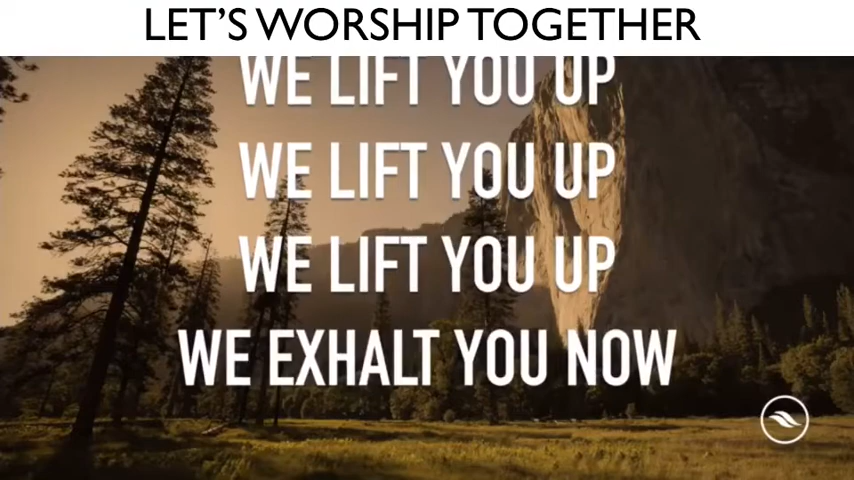 LET'S WORSHIP TOGETHER
WE LIFT YOU UP
WE LIFT YOU UP
WE LIFT YOU UP
WE EXHALT YOU NOW